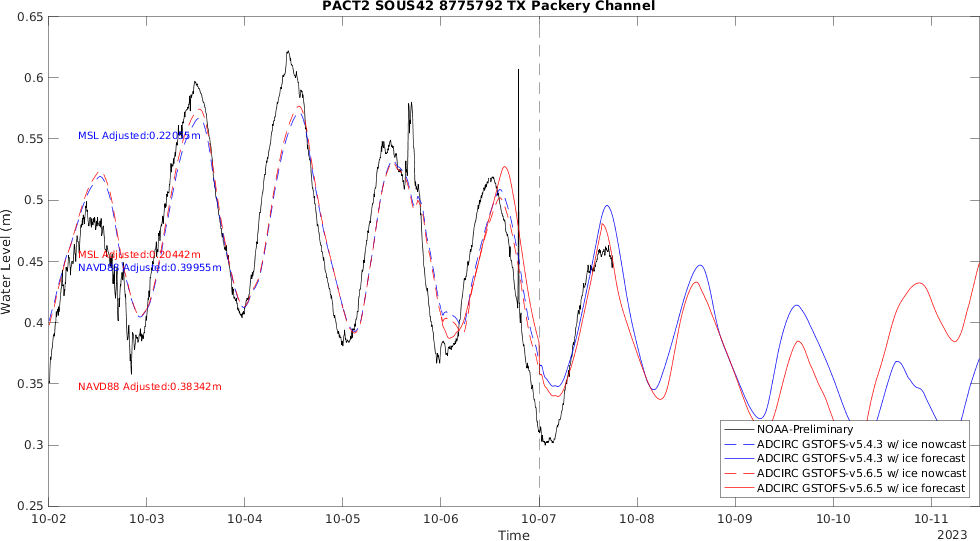 PACT2 SOUS42 8775792 TX Packery Channel
0.65
0.6
0.55
0.5
0.45
0.4
0.35
0.3
0.25
Water Level (m)
MSL Adjusted:0.22055m
MSL Adjusted:0.20442m
NAVD88 Adjusted:0.39955m
NAVD88 Adjusted:0.38342m
NOAA-Preliminary
ADCIRC GSTOFS-v5.4.3 w/ ice nowcast
ADCIRC GSTOFS-v5.4.3 w/ ice forecast
ADCIRC GSTOFS-v5.6.5 w/ ice nowcast
ADCIRC GSTOFS-v5.6.5 w/ ice forecast
10-02 10-03 10-04 10-05 10-06 10-07 10-08 10-09 10-10 10-11
Time
2023